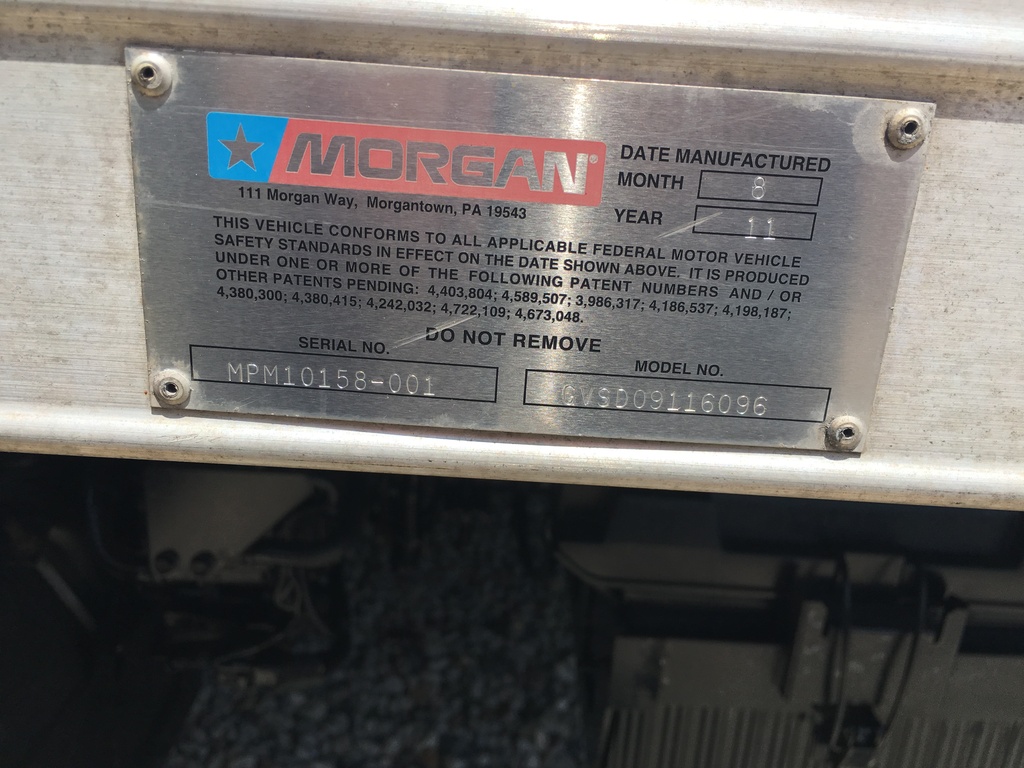 MORGAN®
111 Morgan Way, Morgantown, PA 19543
DATE MANUFACTURED
MONTH 8
YEAR 11
THIS VEHICLE CONFORMS TO ALL APPLICABLE FEDERAL MOTOR VEHICLE
SAFETY STANDARDS IN EFFECT ON THE DATE SHOWN ABOVE. IT IS PRODUCED
UNDER ONE OR MORE OF THE FOLLOWING PATENT NUMBERS AND / OR
OTHER PATENTS PENDING: 4,403,804; 4,589,507; 3,986,317; 4,186,537; 4,198,187;
4,380,300; 4,380,415; 4,242,032; 4,722,109; 4,673,048.
DO NOT REMOVE
SERIAL NO.
MPM10158-001
MODEL NO.
GVSD09116096